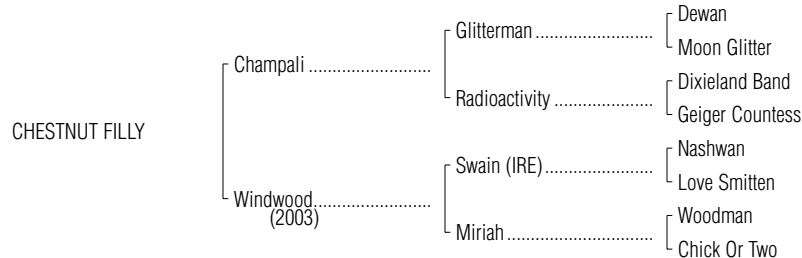 Dewan
Glitterman ......................
Moon Glitter
Champali ........................
Dixieland Band
Radioactivity ...................
Geiger Countess
CHESTNUT FILLY
Nashwan
Swain (IRE)......................
Love Smitten
Windwood.......................
(2003)
Woodman
Miriah............................
Chick Or Two